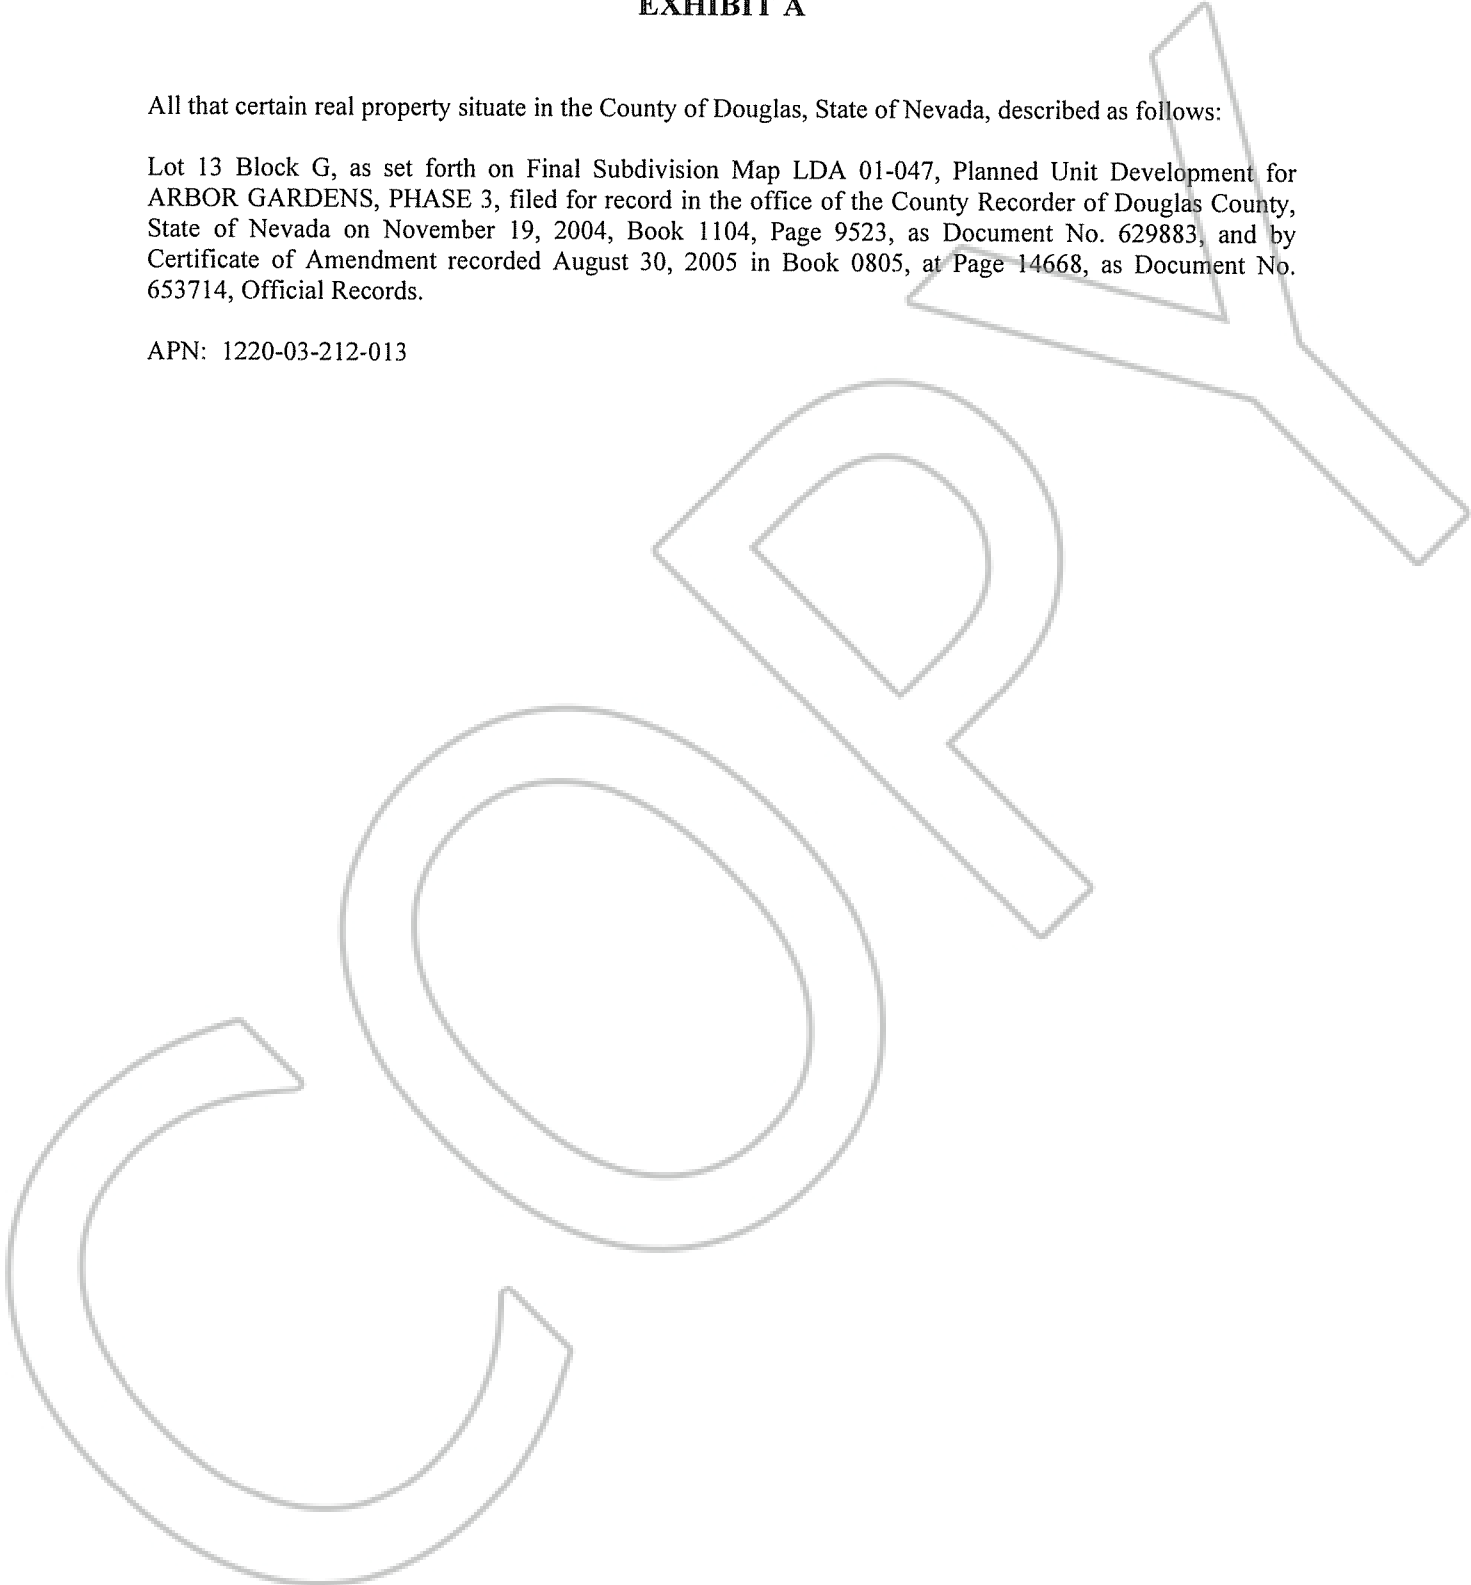 EXHIBIT A
All that certain real property situate in the County of Douglas, State of Nevada, described as follows:
Lot 13 Block G, as set forth on Final Subdivision Map LDA 01-047, Planned Unit Development for
ARBOR GARDENS, PHASE 3, filed for record in the office of the County Recorder of Douglas County,
State of Nevada on November 19, 2004, Book 1104, Page 9523, as Document No. 629883, and by
Certificate of Amendment recorded August 30, 2005 in Book 0805, at Page 14668, as Document No.
653714, Official Records.
APN: 1220-03-212-013
COPY